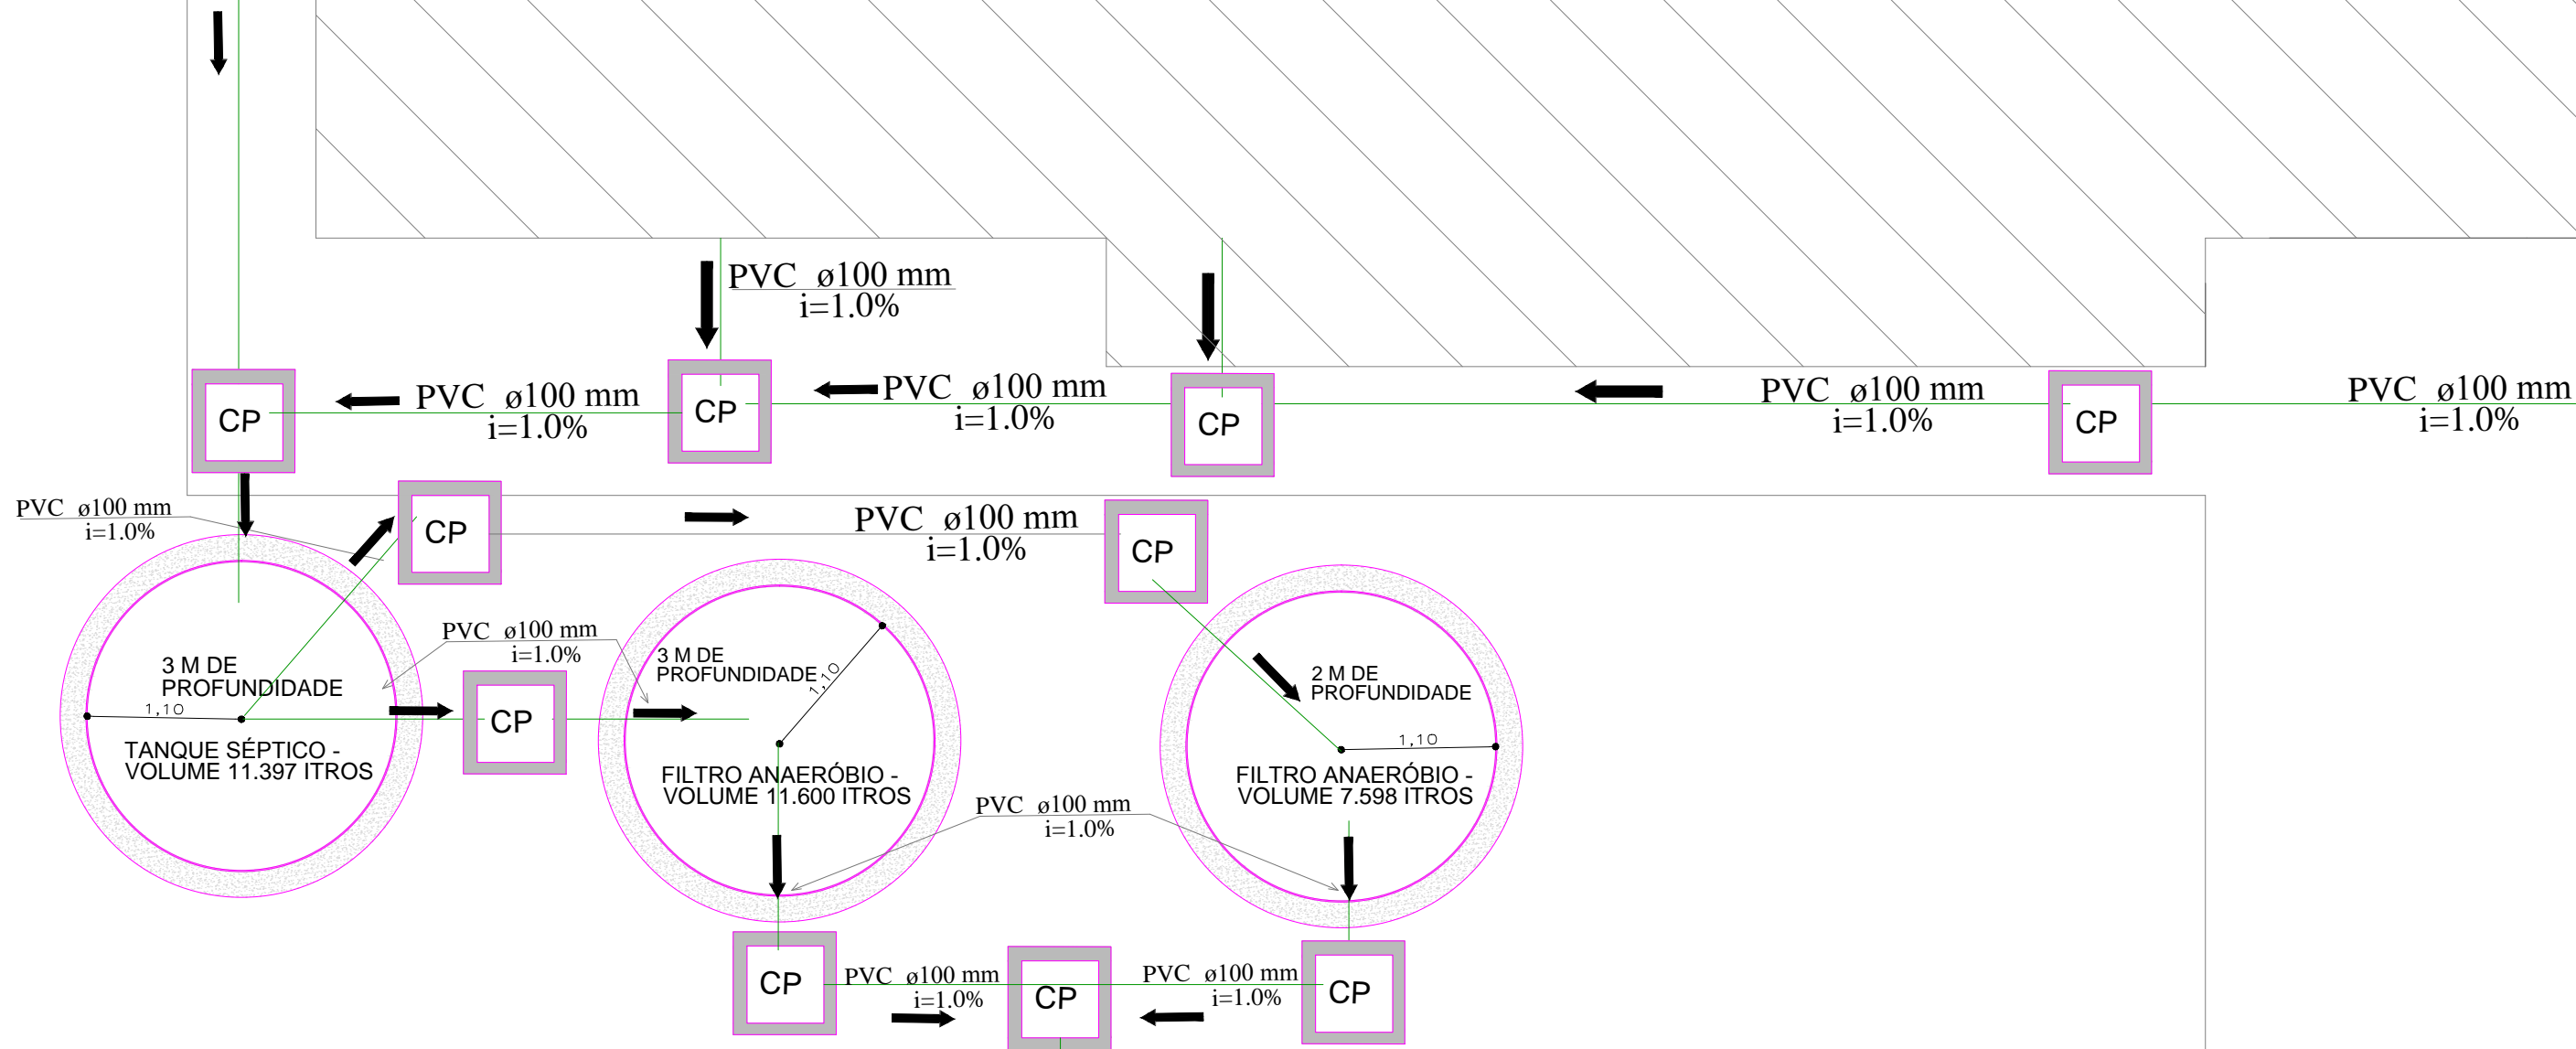 PVC ø100 mm
i=1.0%
PVC ø100 mm
i=1.0%
PVC ø100 mm
i=1.0%
PVC ø100 mm
i=1.0%
PVC ø100 mm
i=1.0%
CP
CP
CP
CP
PVC ø100 mm
i=1.0%
CP
PVC ø100 mm
i=1.0%
CP
PVC ø100 mm
i=1.0%
3 M DE
PROFUNDIDADE
1,10
TANQUE SÉPTICO -
VOLUME 11.397 ITROS
CP
3 M DE
PROFUNDIDADE
1,10
FILTRO ANAERÓBIO -
VOLUME 11.600 ITROS
2 M DE
PROFUNDIDADE
1,10
FILTRO ANAERÓBIO -
VOLUME 7.598 ITROS
PVC ø100 mm
i=1.0%
CP
PVC ø100 mm
i=1.0%
CP
PVC ø100 mm
i=1.0%
CP